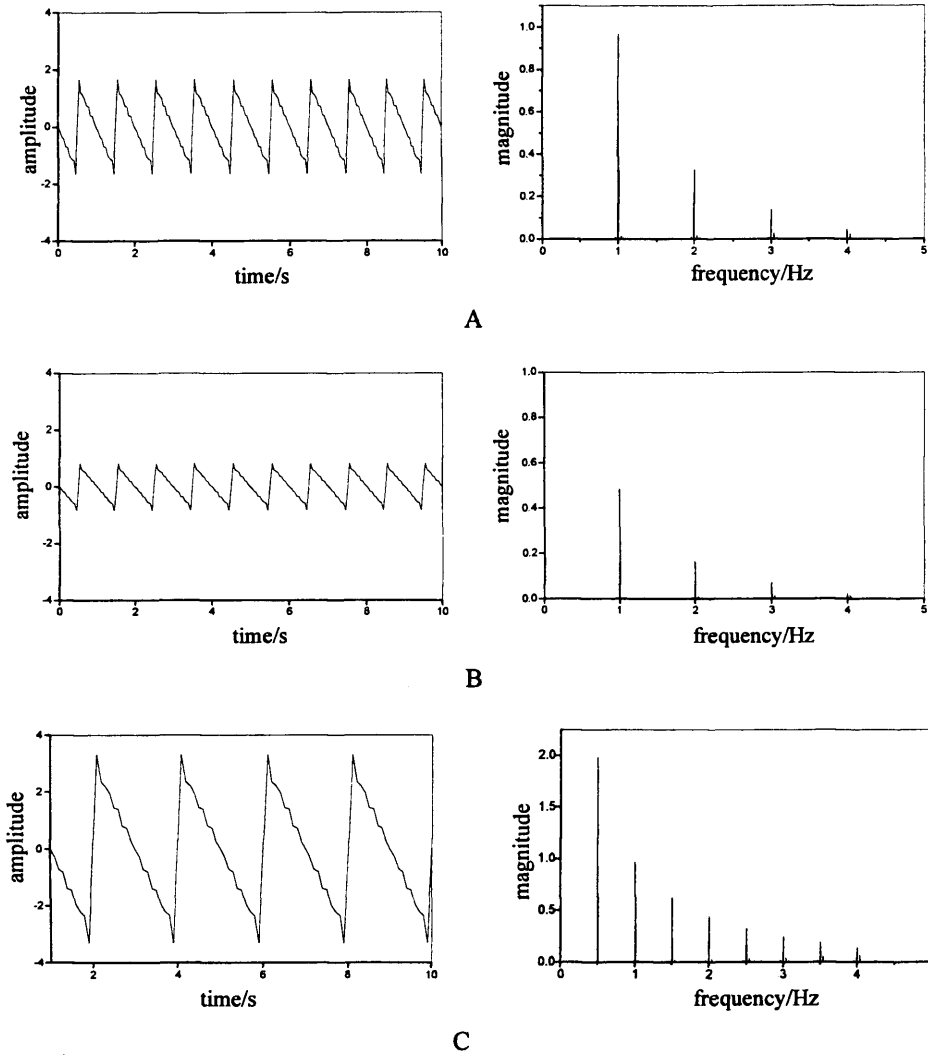 4
2
0
-2
-4
amplitude
0 2 4 6 8 10
time/s
1.0
0.8
0.6
0.4
0.2
0.0
magnitude
0 1 2 3 4 5
frequency/Hz
A
4
2
0
-2
-4
amplitude
0 2 4 6 8 10
time/s
1.0
0.8
0.6
0.4
0.2
0.0
magnitude
0 1 2 3 4 5
frequency/Hz
B
4
2
0
-2
-4
amplitude
2 4 6 8 10
time/s
2.0
1.5
1.0
0.5
0.0
magnitude
0 1 2 3 4
frequency/Hz
C